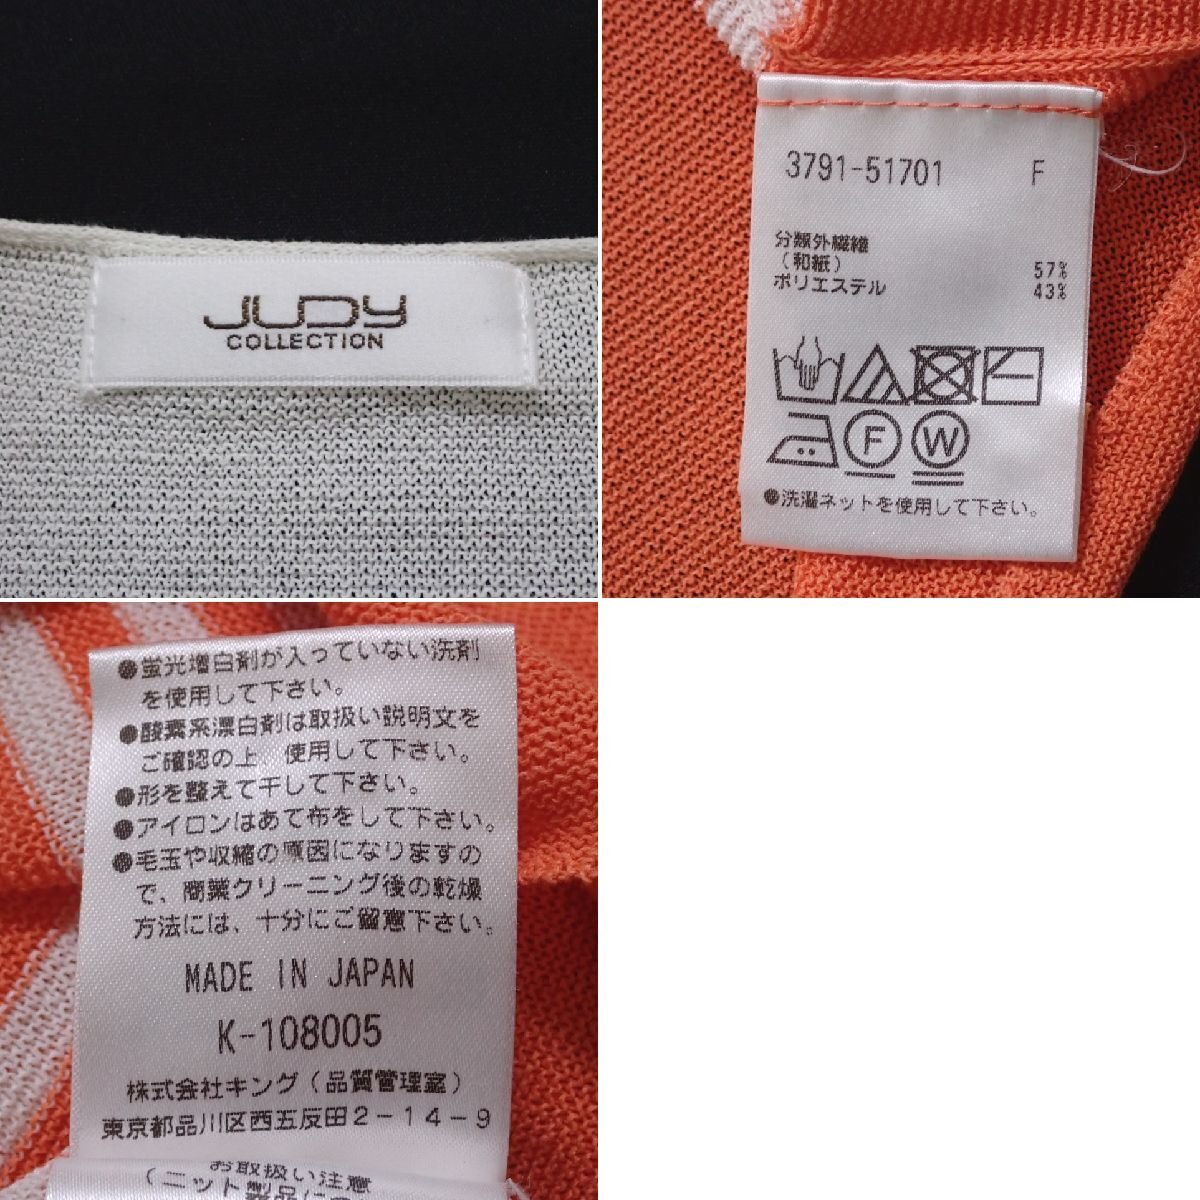 JUDY
COLLECTION
3791-51701 F
分類外繊維
(和紙) 57%
ポリエステル 43%
F W
●洗濯ネットを使用して下さい。
●蛍光増白剤が入っていない洗剤
を使用して下さい。
●酸素系漂白剤は取扱い説明文を
ご確認の上、使用して下さい。
●形を整えて干して下さい。
●アイロンはあて布をして下さい。
●毛玉や収縮の原因になりますの
で、商業クリーニング後の乾燥
方法には、十分にご留意下さい。
MADE IN JAPAN
K-108005
株式会社キング(品質管理室)
東京都品川区西五反田2-14-9
お取扱い注意
(ニット製品に